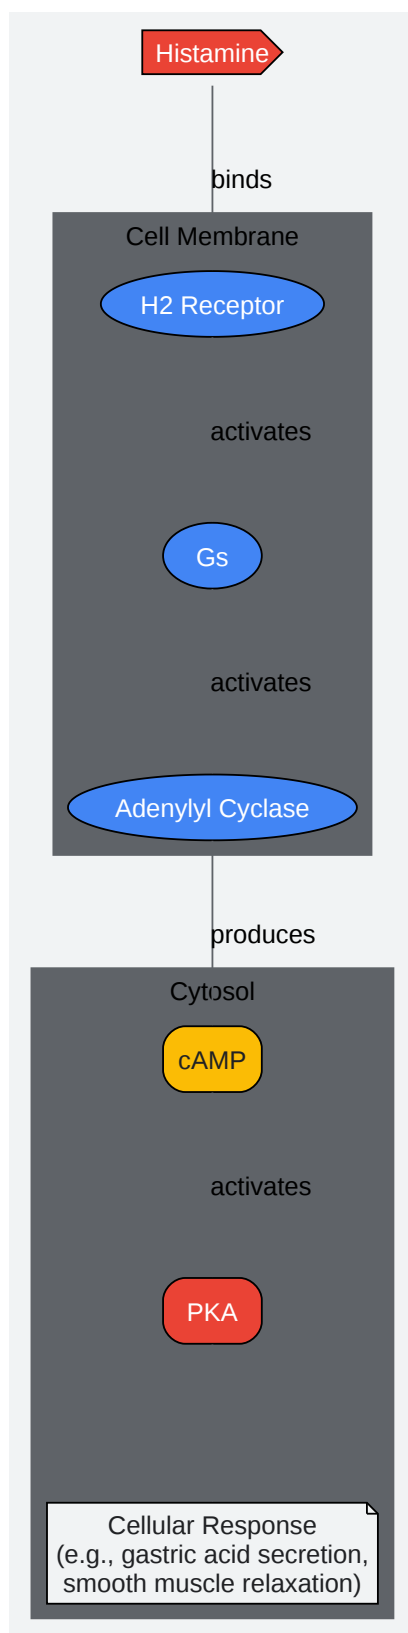 Histamine
binds
Cell Membrane
H2 Receptor
activates
Gs
activates
Adenylyl Cyclase
produces
Cytosol
cAMP
activates
PKA
Cellular Response
(e.g., gastric acid secretion,
smooth muscle relaxation)